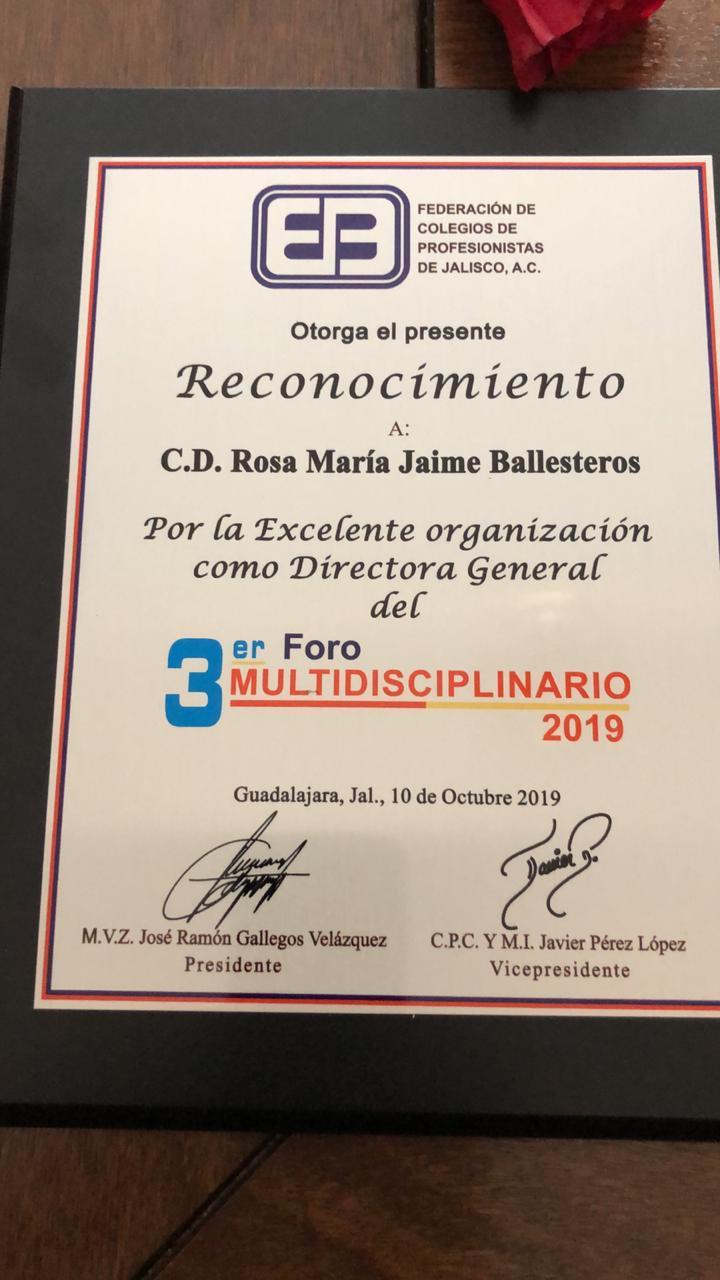 FEDERACIÓN DE
COLEGIOS DE
PROFESIONISTAS
DE JALISCO, A.C.
Otorga el presente
Reconocimiento
A:
C.D. Rosa María Jaime Ballesteros
Por la Excelente organización
como Directora General
del
3er Foro
MULTIDISCIPLINARIO
2019
Guadalajara, Jal., 10 de Octubre 2019
M.V.Z. José Ramón Gallegos Velázquez
Presidente
C.P.C. Y M.I. Javier Pérez López
Vicepresidente